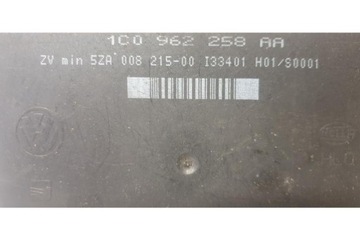 1C0 962 258 AA
ZV min 5ZA 008 215-00 I33401 H01/S0001